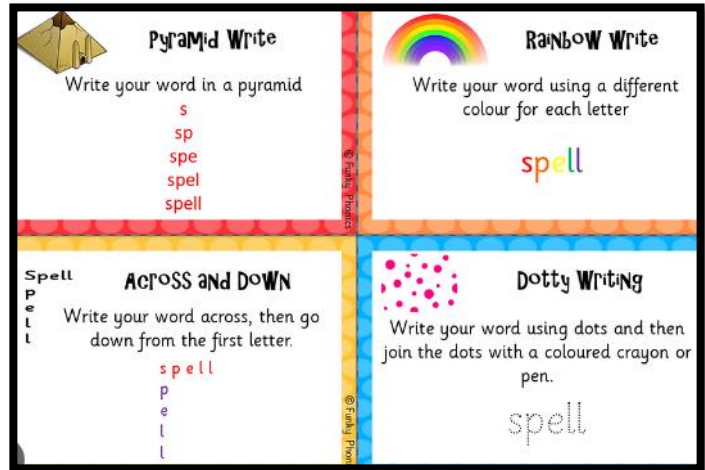 Pyramid Write
Write your word in a pyramid
s
sp
spe
spel
spell
© Funky Phonics
Rainbow Write
Write your word using a different
colour for each letter
spell
Spell
p
e
l
l
Across and Down
Write your word across, then go
down from the first letter.
s p e l l
p
e
l
l
© Funky Phon
Dotty Writing
Write your word using dots and then
join the dots with a coloured crayon or
pen.
spell